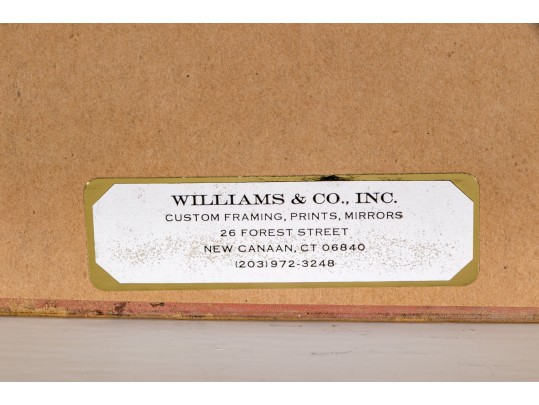 WILLIAMS & CO., INC.
CUSTOM FRAMING, PRINTS, MIRRORS
26 FOREST STREET
NEW CANAAN, CT 06840
(203) 972-3248